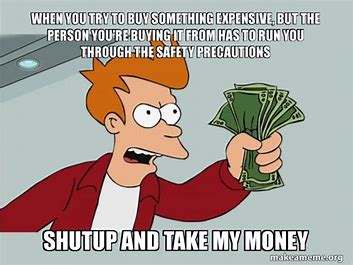 WHEN YOU TRY TO BUY SOMETHING EXPENSIVE, BUT THE
PERSON YOU'RE BUYING IT FROM HAS TO RUN YOU
THROUGH THE SAFETY PRECAUTIONS
SHUTUP AND TAKE MY MONEY
makeameme.org